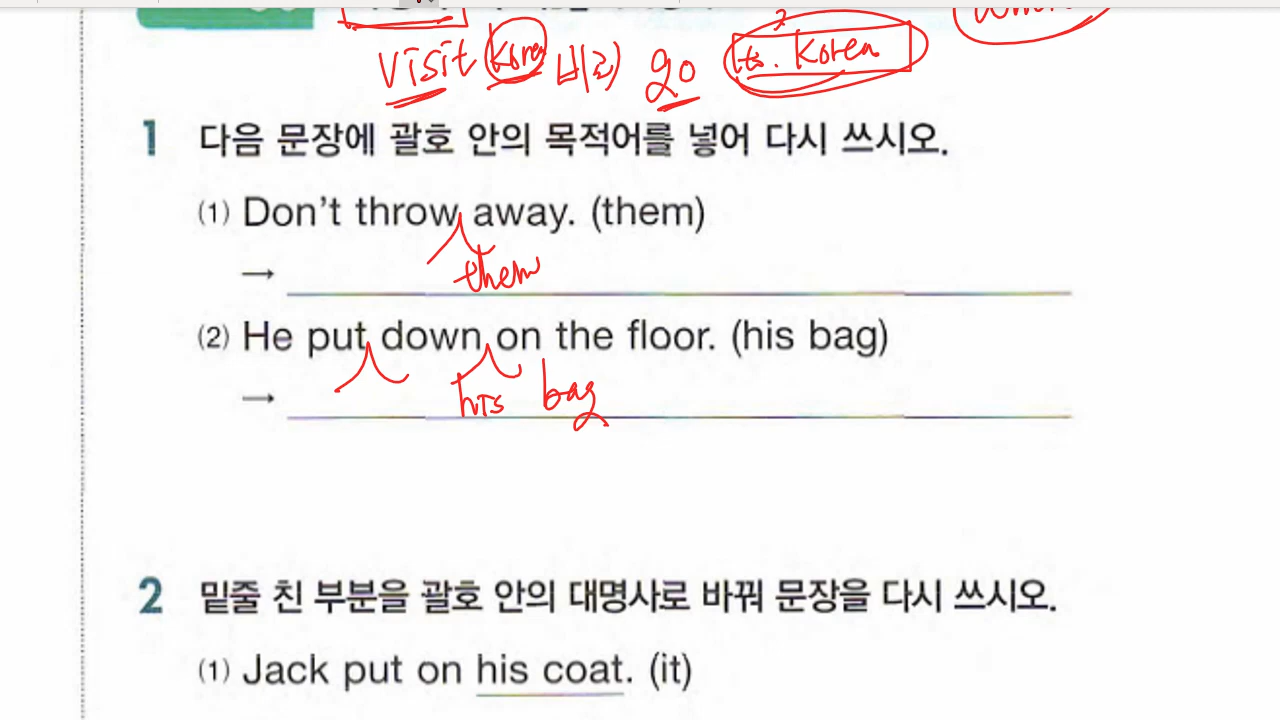 visit Korea 비교) go to. Korea
1 다음 문장에 괄호 안의 목적어를 넣어 다시 쓰시오.
(1) Don't throw away. (them)
→ them
(2) He put down on the floor. (his bag)
→ his bag
2 밑줄 친 부분을 괄호 안의 대명사로 바꿔 문장을 다시 쓰시오.
(1) Jack put on his coat. (it)